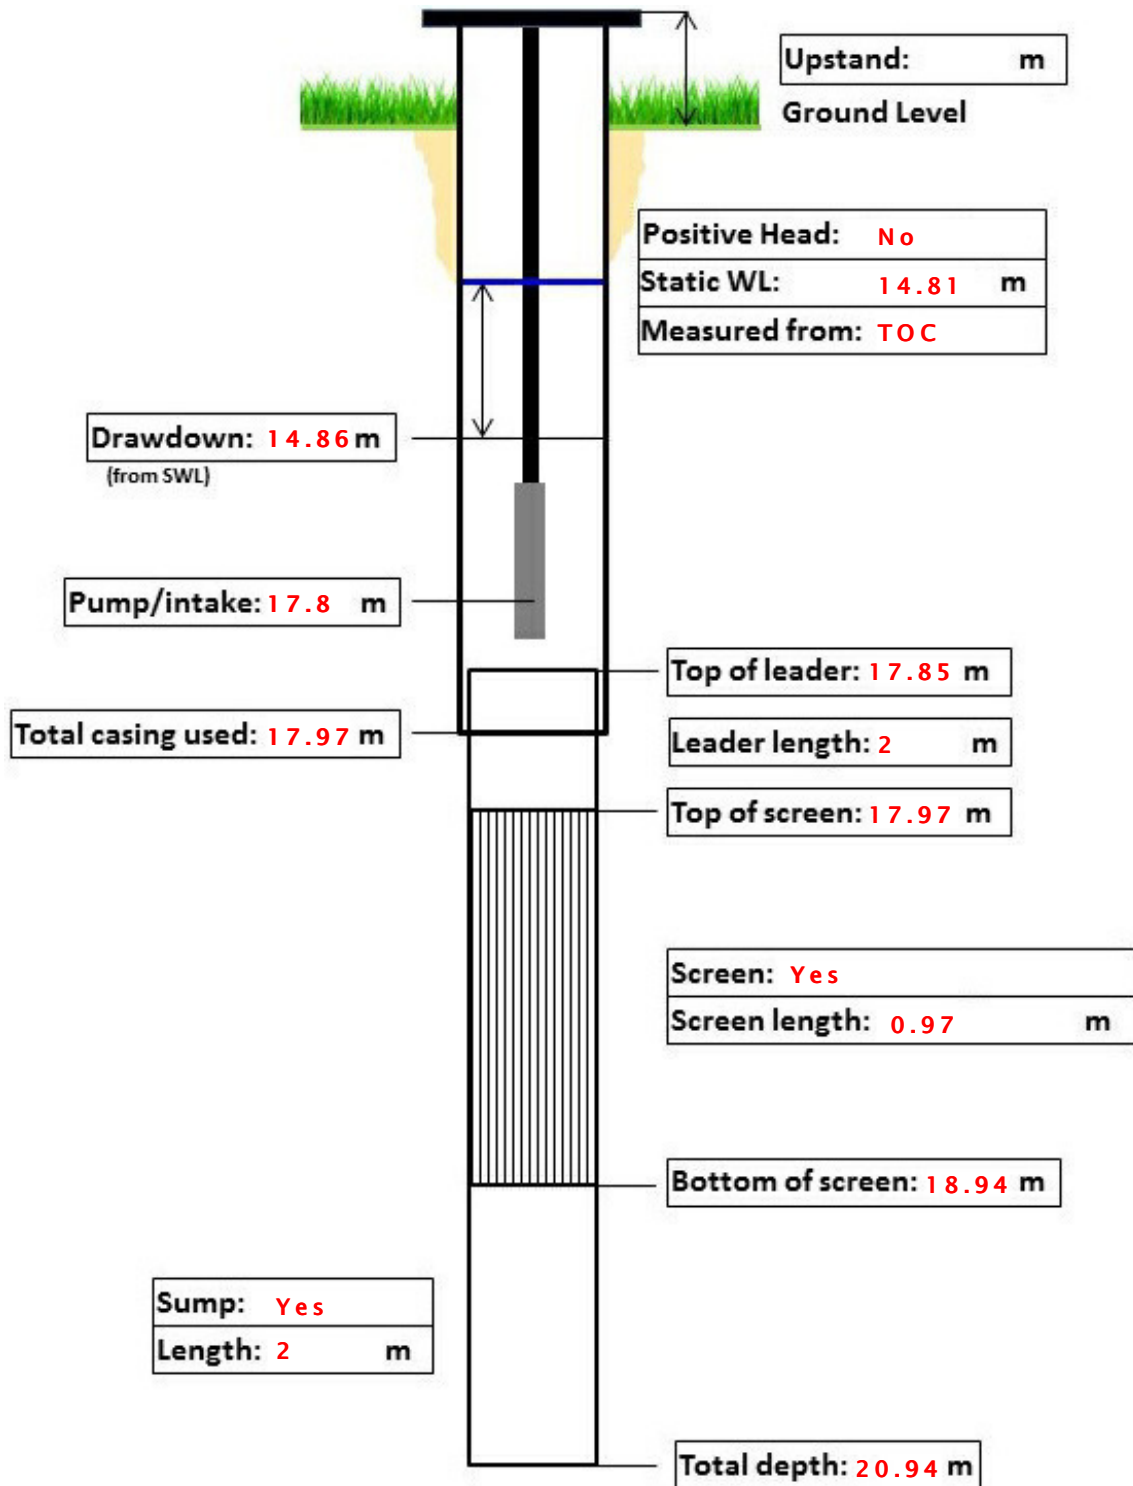 Upstand: m
Ground Level
Positive Head: No
Static WL: 14.81 m
Measured from: TOC
Drawdown: 14.86 m
(from SWL)
Pump/intake: 17.8 m
Top of leader: 17.85 m
Total casing used: 17.97 m
Leader length: 2 m
Top of screen: 17.97 m
Screen: Yes
Screen length: 0.97 m
Bottom of screen: 18.94 m
Sump: Yes
Length: 2 m
Total depth: 20.94 m